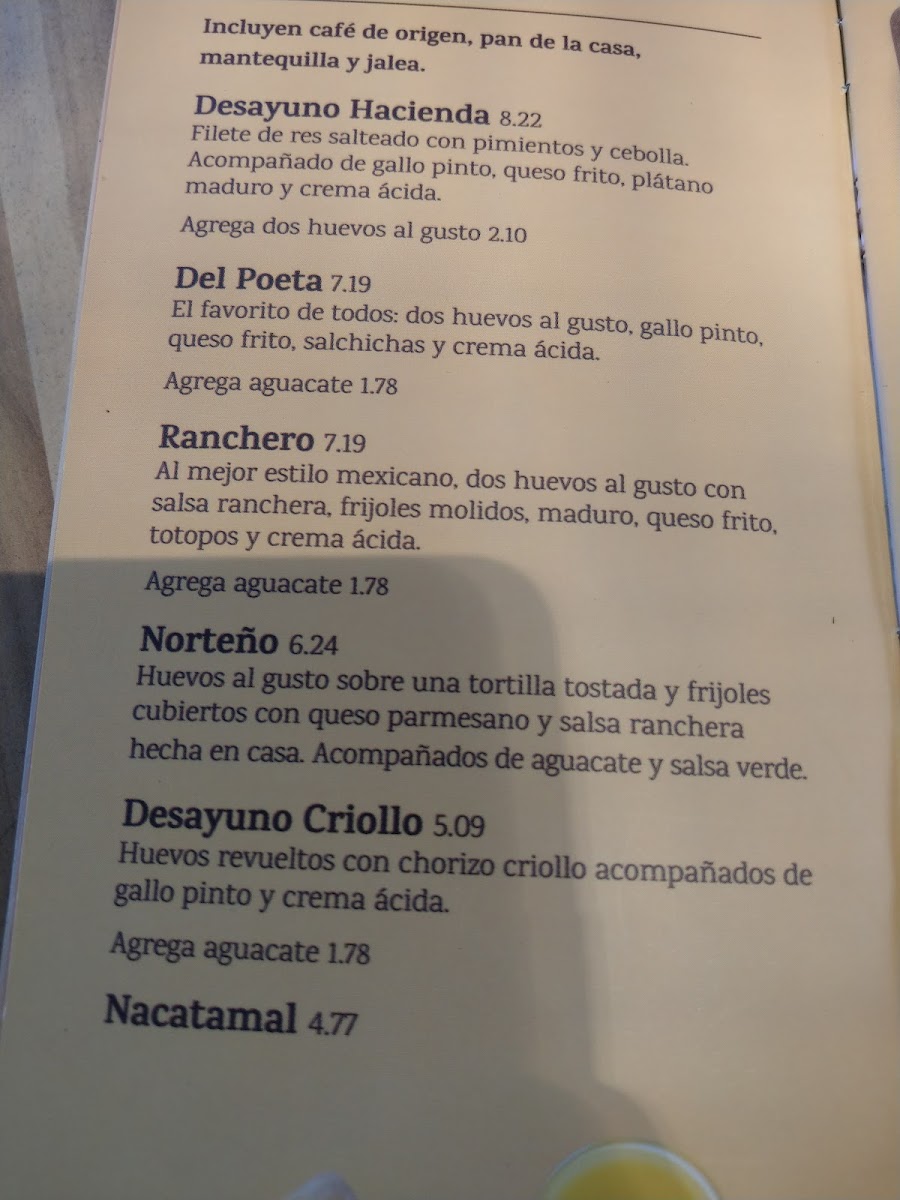 Incluyen café de origen, pan de la casa,
mantequilla y jalea.
Desayuno Hacienda 8.22
Filete de res salteado con pimientos y cebolla.
Acompañado de gallo pinto, queso frito, plátano
maduro y crema ácida.
Agrega dos huevos al gusto 2.10
Del Poeta 7.19
El favorito de todos: dos huevos al gusto, gallo pinto,
queso frito, salchichas y crema ácida.
Agrega aguacate 1.78
Ranchero 7.19
Al mejor estilo mexicano, dos huevos al gusto con
salsa ranchera, frijoles molidos, maduro, queso frito,
totopos y crema ácida.
Agrega aguacate 1.78
Norteño 6.24
Huevos al gusto sobre una tortilla tostada y frijoles
cubiertos con queso parmesano y salsa ranchera
hecha en casa. Acompañados de aguacate y salsa verde.
Desayuno Criollo 5.09
Huevos revueltos con chorizo criollo acompañados de
gallo pinto y crema ácida.
Agrega aguacate 1.78
Nacatamal 4.77